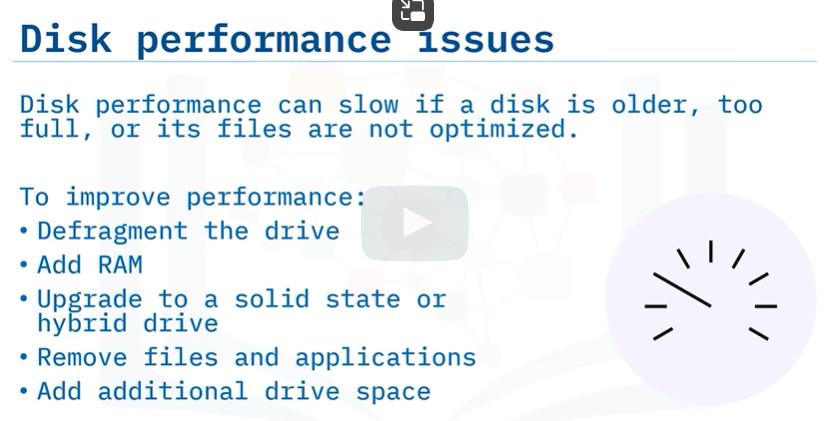 Disk performance issues
Disk performance can slow if a disk is older, too
full, or its files are not optimized.
To improve performance:
• Defragment the drive
• Add RAM
• Upgrade to a solid state or
hybrid drive
• Remove files and applications
• Add additional drive space